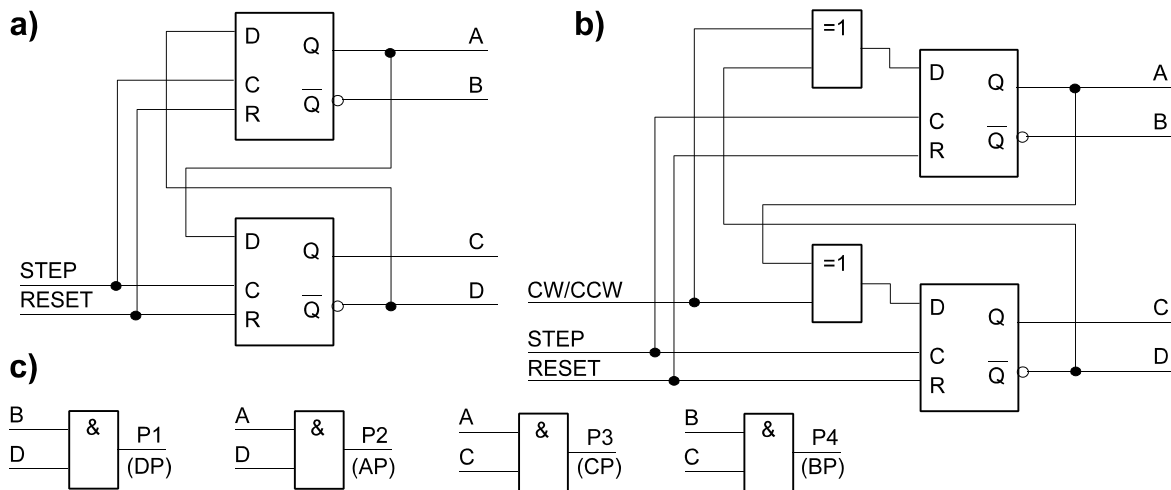 a)
D
Q
A
C
Q
B
R
D
Q
C
STEP
C
Q
D
RESET
R
b)
=1
D
Q
A
C
Q
B
R
=1
CW/CCW
D
Q
C
STEP
C
Q
D
RESET
R
c)
B
&
P1
D
(DP)
A
&
P2
D
(AP)
A
&
P3
C
(CP)
B
&
P4
C
(BP)